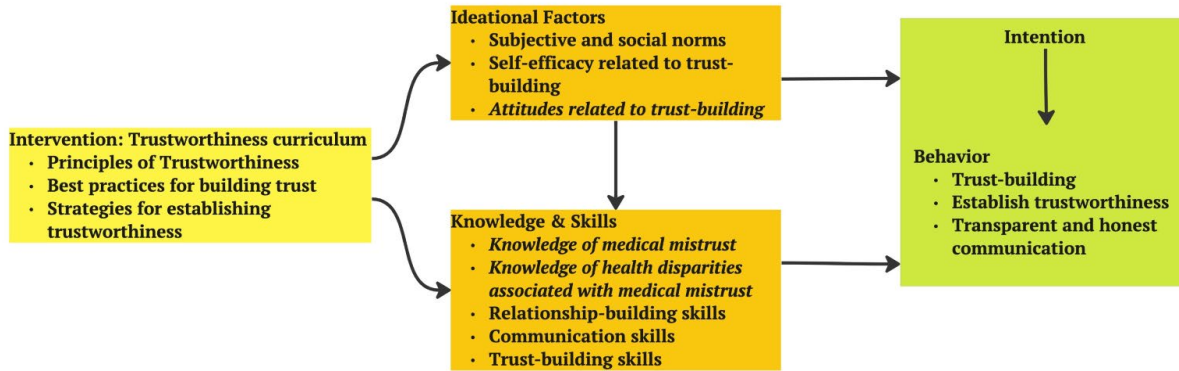 Intervention: Trustworthiness curriculum
· Principles of Trustworthiness
· Best practices for building trust
· Strategies for establishing
trustworthiness
Ideational Factors
· Subjective and social norms
· Self-efficacy related to trust-
building
· Attitudes related to trust-building
Knowledge & Skills
· Knowledge of medical mistrust
· Knowledge of health disparities
associated with medical mistrust
· Relationship-building skills
· Communication skills
· Trust-building skills
Intention
Behavior
· Trust-building
· Establish trustworthiness
· Transparent and honest
communication